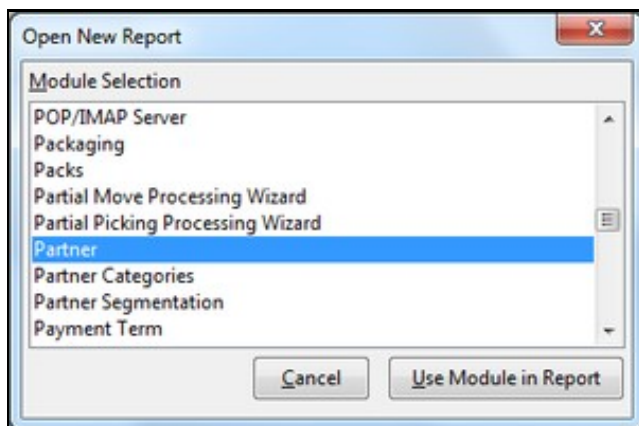 Open New Report
Module Selection
POP/IMAP Server
Packaging
Packs
Partial Move Processing Wizard
Partial Picking Processing Wizard
Partner
Partner Categories
Partner Segmentation
Payment Term
Cancel Use Module in Report